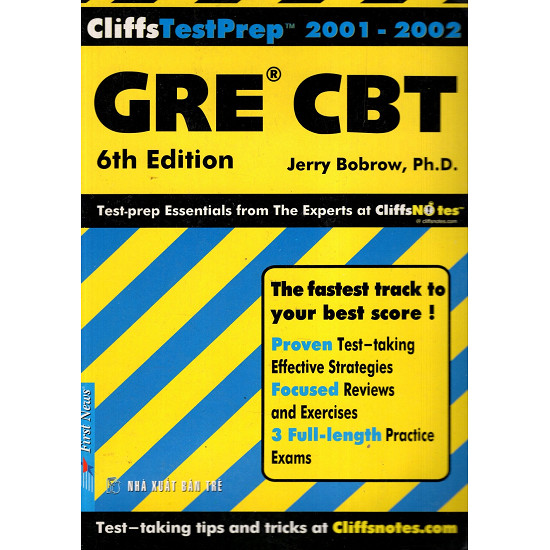 CliffsTestPrep™ 2001 - 2002
GRE® CBT
6th Edition
Jerry Bobrow, Ph.D.
Test-prep Essentials from The Experts at CliffsNotes™
@ cliffsnotes.com
The fastest track to
your best score !
Proven Test-taking
Effective Strategies
Focused Reviews
and Exercises
3 Full-length Practice
Exams
First News
NHÀ XUẤT BẢN TRẺ
Test-taking tips and tricks at Cliffsnotes.com